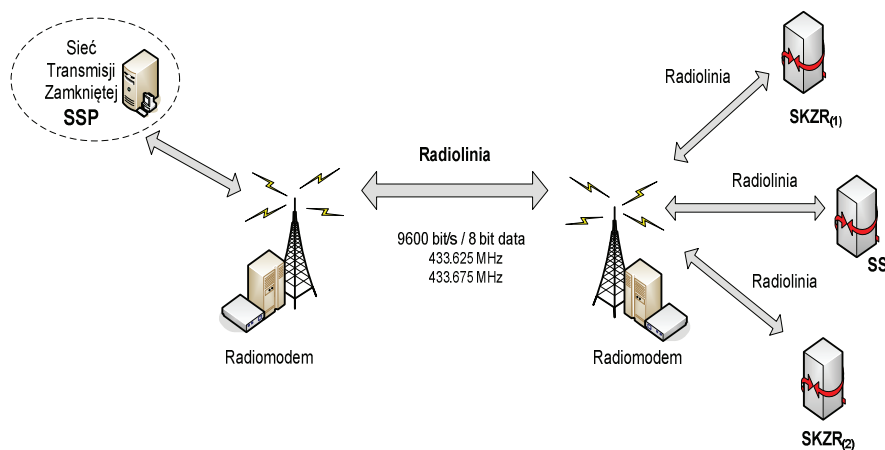 Sieć
Transmisji
Zamkniętej
SSP
Radiolinia
9600 bit/s / 8 bit data
433.625 MHz
433.675 MHz
Radiomodem
Radiomodem
Radiolinia
SKZR(1)
Radiolinia
SS
Radiolinia
SKZR(2)